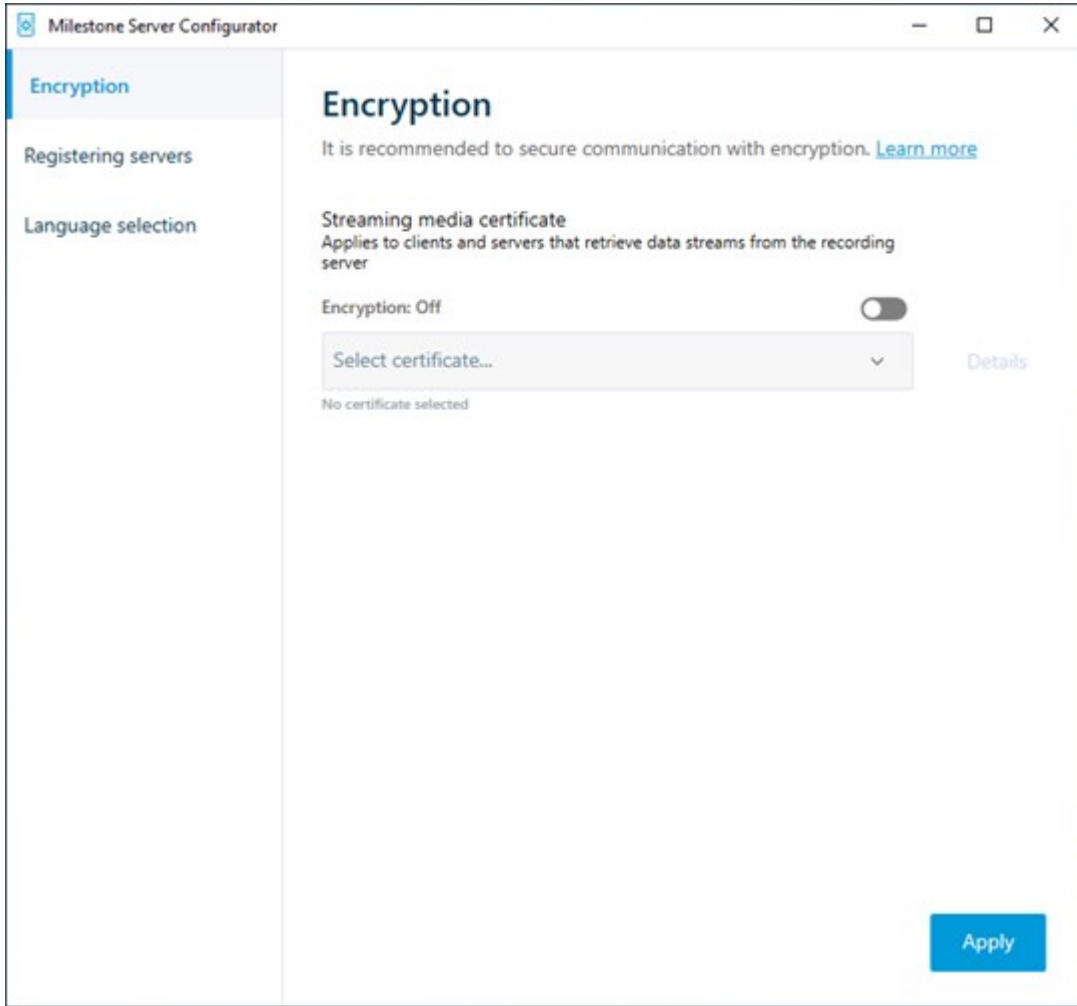 Milestone Server Configurator
Encryption
Registering servers
Language selection
Encryption
It is recommended to secure communication with encryption. Learn more
Streaming media certificate
Applies to clients and servers that retrieve data streams from the recording
server
Encryption: Off
Select certificate...
Details
No certificate selected
Apply